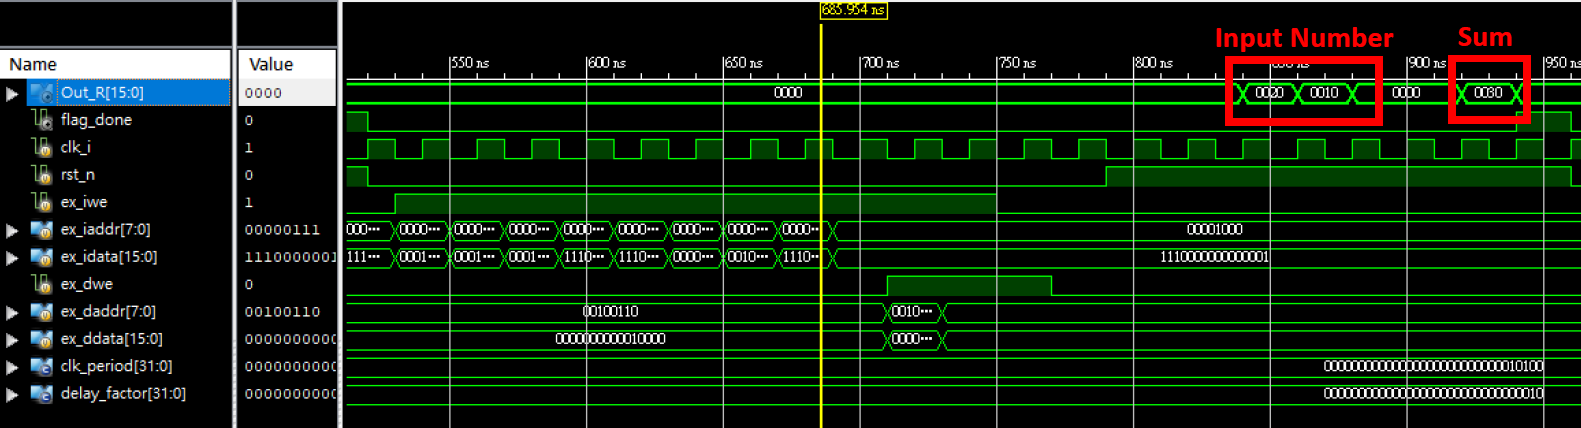 685.954 ns
Input Number Sum
Name Value 550 ns 600 ns 650 ns 700 ns 750 ns 800 ns 900 ns 950 ns
Out_R[15:0] 0000 0000 0020 0010 0000 0030
flag_done 0
clk_i 1
rst_n 0
ex_iwe 1
ex_iaddr[7:0] 00000111 000··· 0000··· 0000··· 0000··· 0000··· 0000··· 0000··· 0000··· 0000··· 00001000
ex_idata[15:0] 1110000001 111··· 0001··· 0001··· 0001··· 1110··· 1110··· 0000··· 0010··· 1110··· 1110000000000001
ex_dwe 0
ex_daddr[7:0] 00100110 00100110 0010···
ex_ddata[15:0] 0000000000 0000000000010000 0000···
clk_period[31:0] 0000000000 00000000000000000000000000010100
delay_factor[31:0] 0000000000 00000000000000000000000000000010